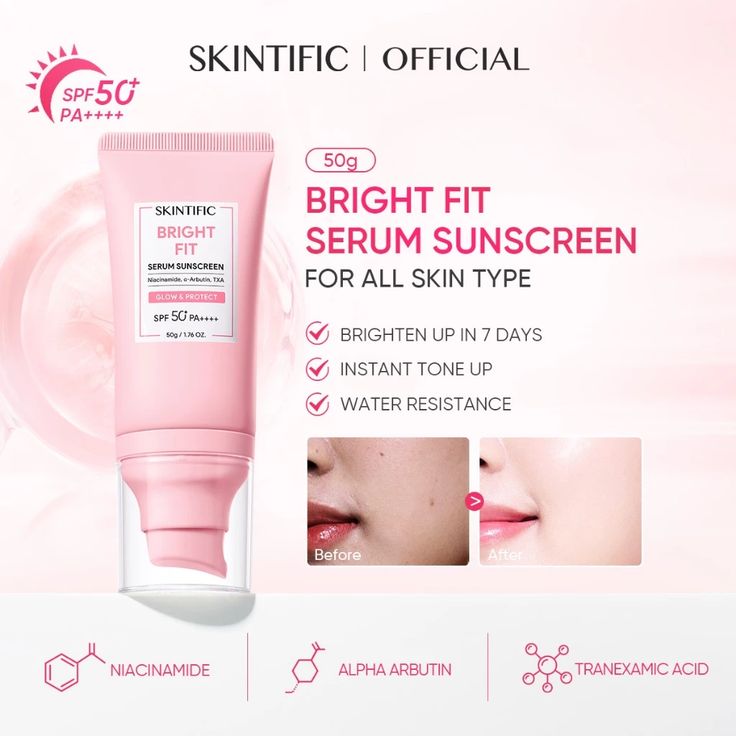 SKINTIFIC | OFFICIAL
SPF50+
PA++++
50g
BRIGHT FIT
SERUM SUNSCREEN
FOR ALL SKIN TYPE
BRIGHTEN UP IN 7 DAYS
INSTANT TONE UP
WATER RESISTANCE
SKINTIFIC
BRIGHT
FIT
SERUM SUNSCREEN
Niacinamide, α-Arbutin, TXA
GLOW & PROTECT
SPF 50+ PA++++
50g / 1.76 OZ.
Before
>
After
NIACINAMIDE
ALPHA ARBUTIN
TRANEXAMIC ACID